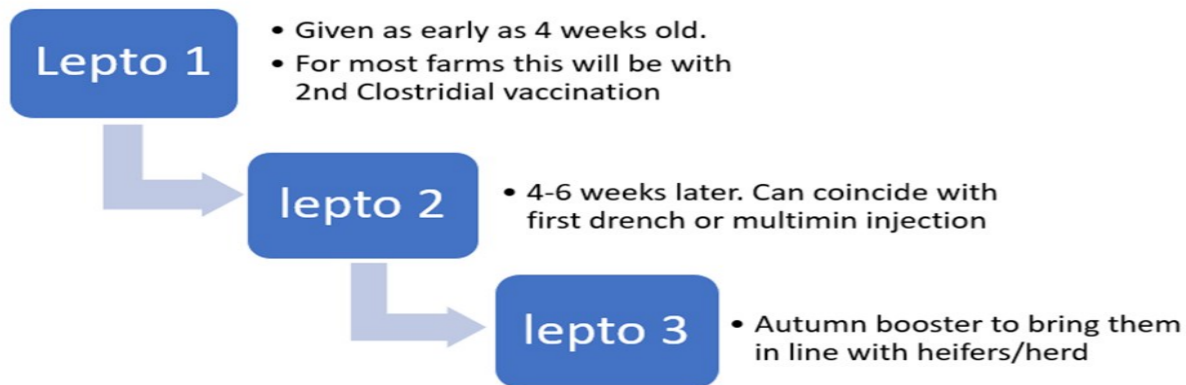 Lepto 1
• Given as early as 4 weeks old.
• For most farms this will be with
2nd Clostridial vaccination
lepto 2
• 4-6 weeks later. Can coincide with
first drench or multimin injection
lepto 3
• Autumn booster to bring them
in line with heifers/herd